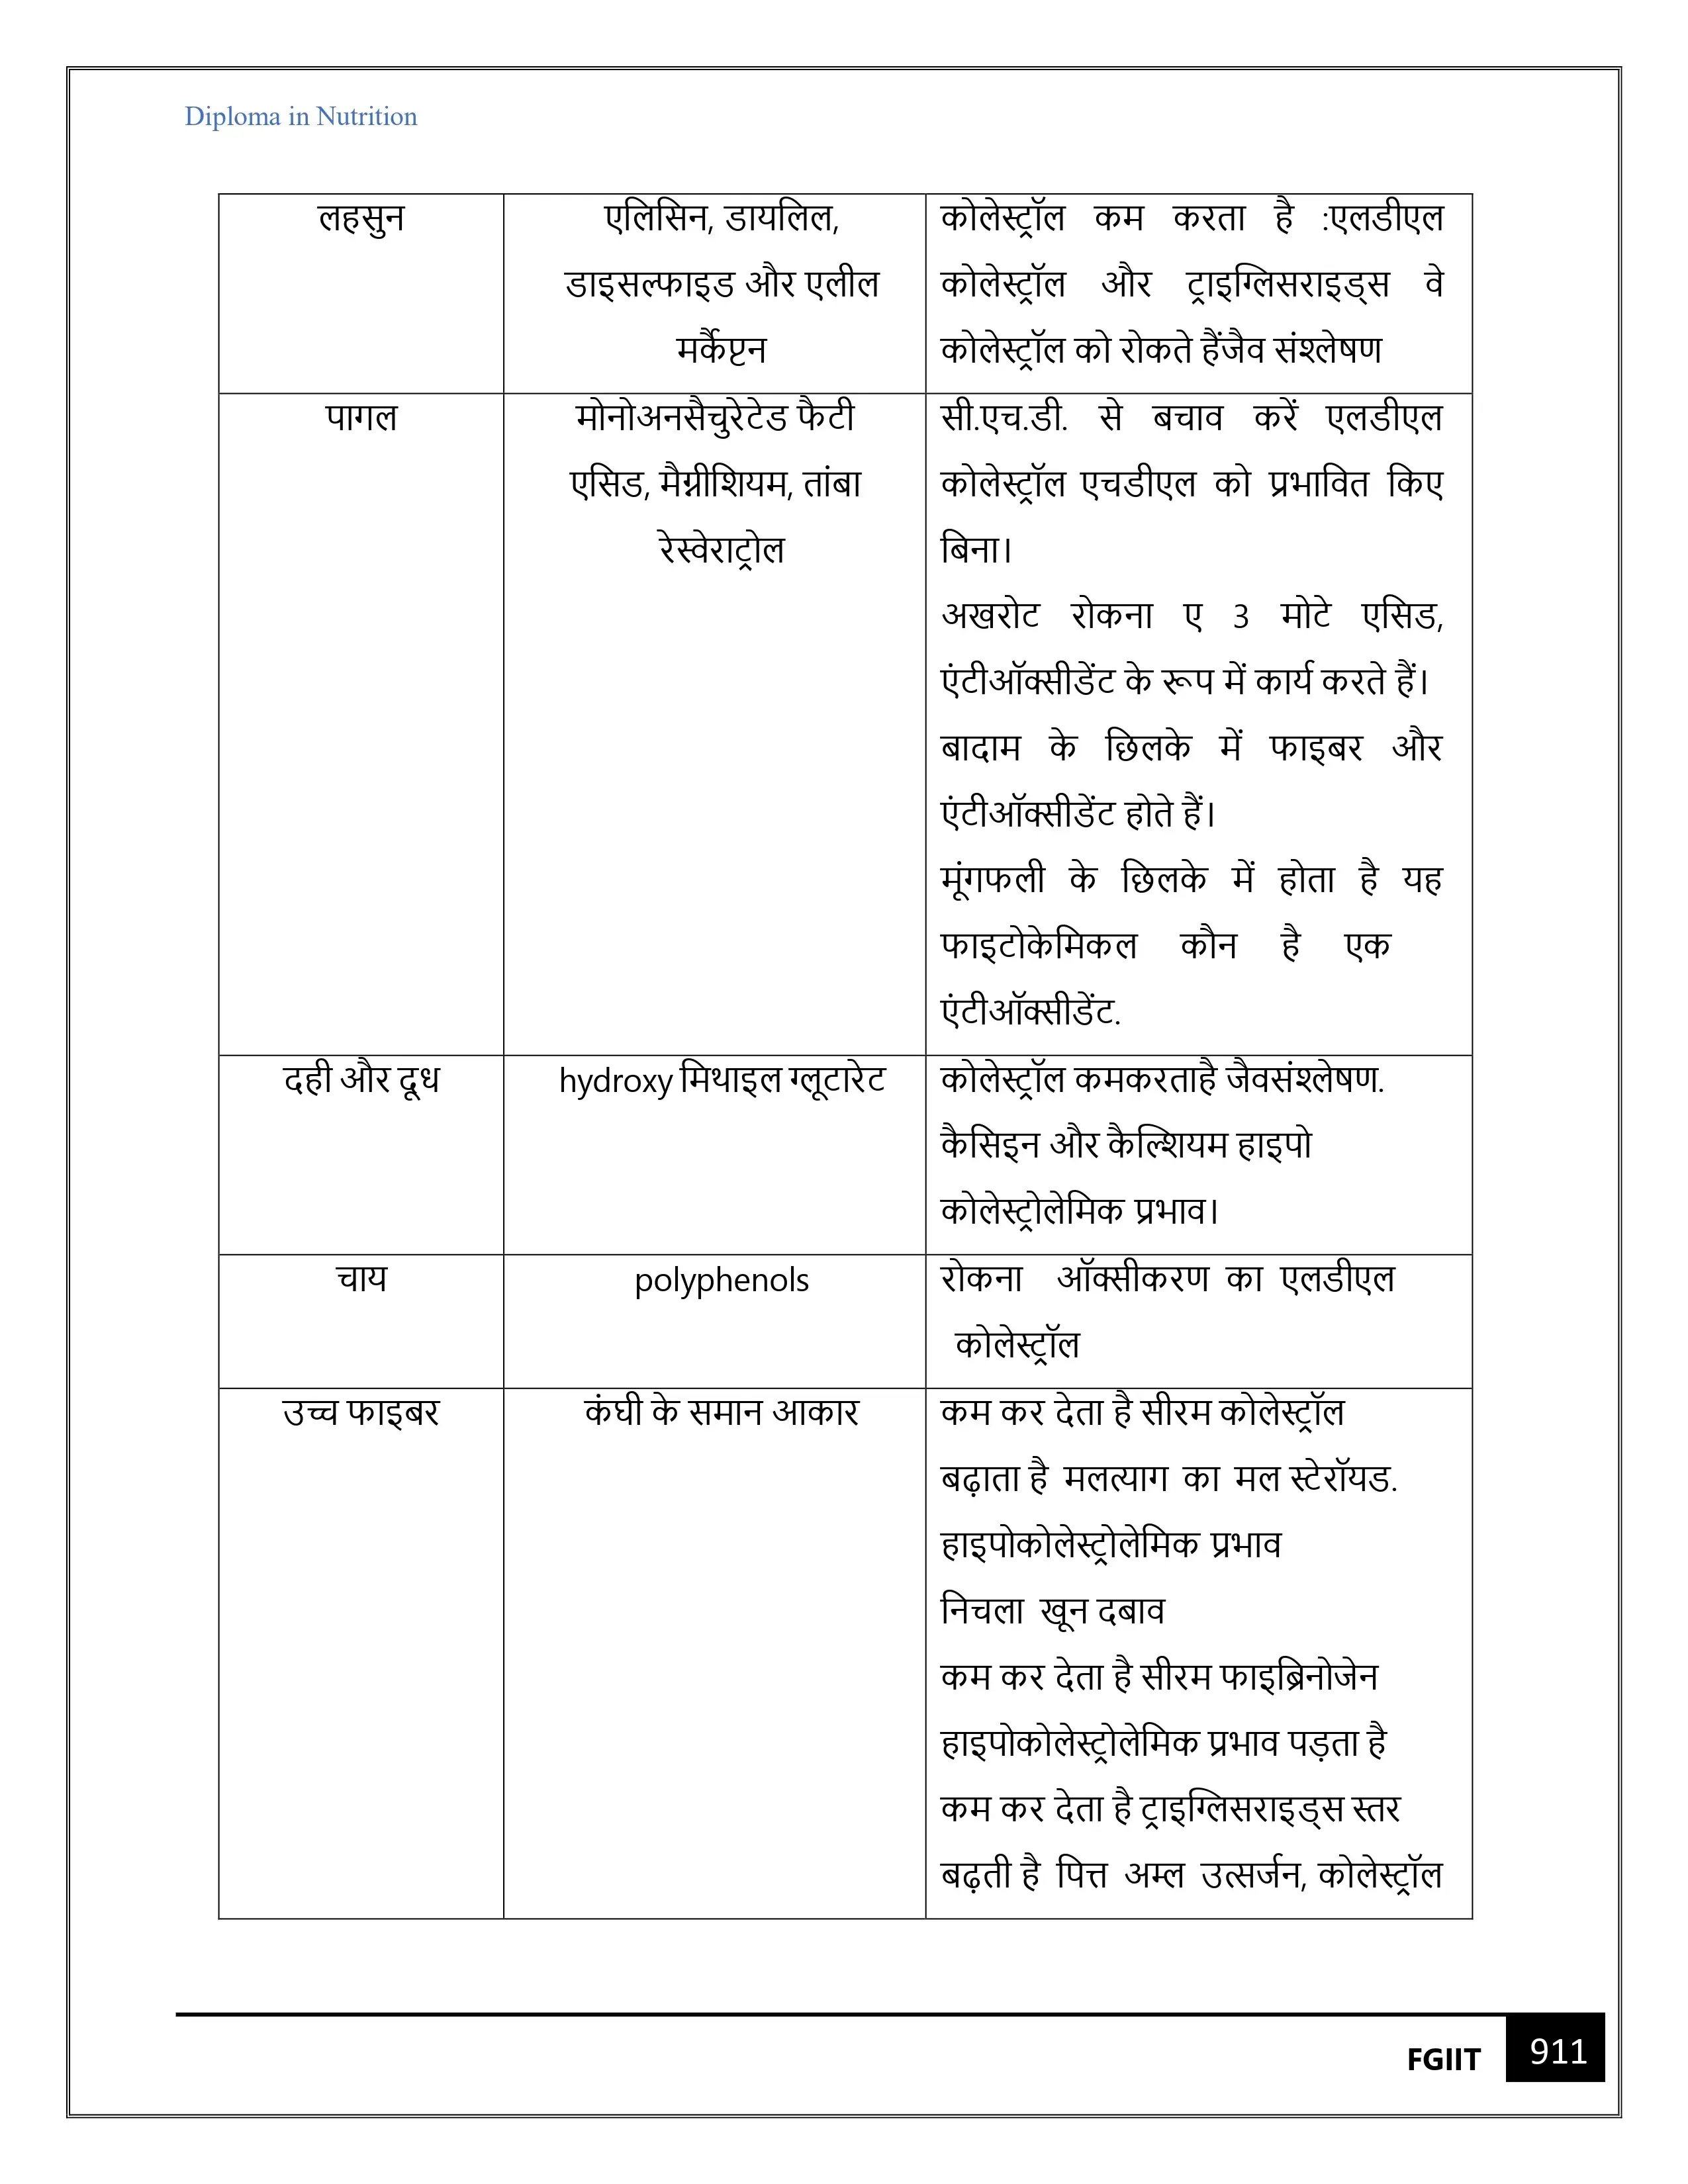 Diploma in Nutrition
लहसुन
एलिसिन, डायलिल,
डाइसल्फाइड और एलील
मर्कैप्टन
कोलेस्ट्रॉल कम करता है :एलडीएल
कोलेस्ट्रॉल और ट्राइग्लिसराइड्स वे
कोलेस्ट्रॉल को रोकते हैंजैव संश्लेषण
पागल
मोनोअनसैचुरेटेड फैटी
एसिड, मैग्नीशियम, तांबा
रेस्वेराट्रोल
सी.एच.डी. से बचाव करें एलडीएल
कोलेस्ट्रॉल एचडीएल को प्रभावित किए
बिना।
अखरोट रोकना ए 3 मोटे एसिड,
एंटीऑक्सीडेंट के रूप में कार्य करते हैं।
बादाम के छिलके में फाइबर और
एंटीऑक्सीडेंट होते हैं।
मूंगफली के छिलके में होता है यह
फाइटोकेमिकल कौन है एक
एंटीऑक्सीडेंट.
दही और दूध
hydroxy मिथाइल ग्लूटारेट
कोलेस्ट्रॉल कमकरताहै जैवसंश्लेषण.
कैसिइन और कैल्शियम हाइपो
कोलेस्ट्रोलेमिक प्रभाव।
चाय
polyphenols
रोकना ऑक्सीकरण का एलडीएल
कोलेस्ट्रॉल
उच्च फाइबर
कंघी के समान आकार
कम कर देता है सीरम कोलेस्ट्रॉल
बढ़ाता है मलत्याग का मल स्टेरॉयड.
हाइपोकोलेस्ट्रोलेमिक प्रभाव
निचला खून दबाव
कम कर देता है सीरम फाइब्रिनोजेन
हाइपोकोलेस्ट्रोलेमिक प्रभाव पड़ता है
कम कर देता है ट्राइग्लिसराइड्स स्तर
बढ़ती है पित्त अम्ल उत्सर्जन, कोलेस्ट्रॉल
FGIIT 911